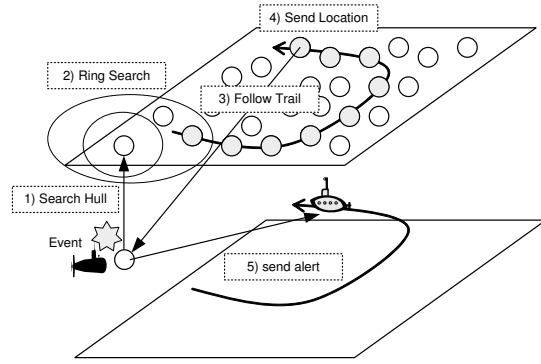 4) Send Location
2) Ring Search
3) Follow Trail
1) Search Hull
Event
5) send alert